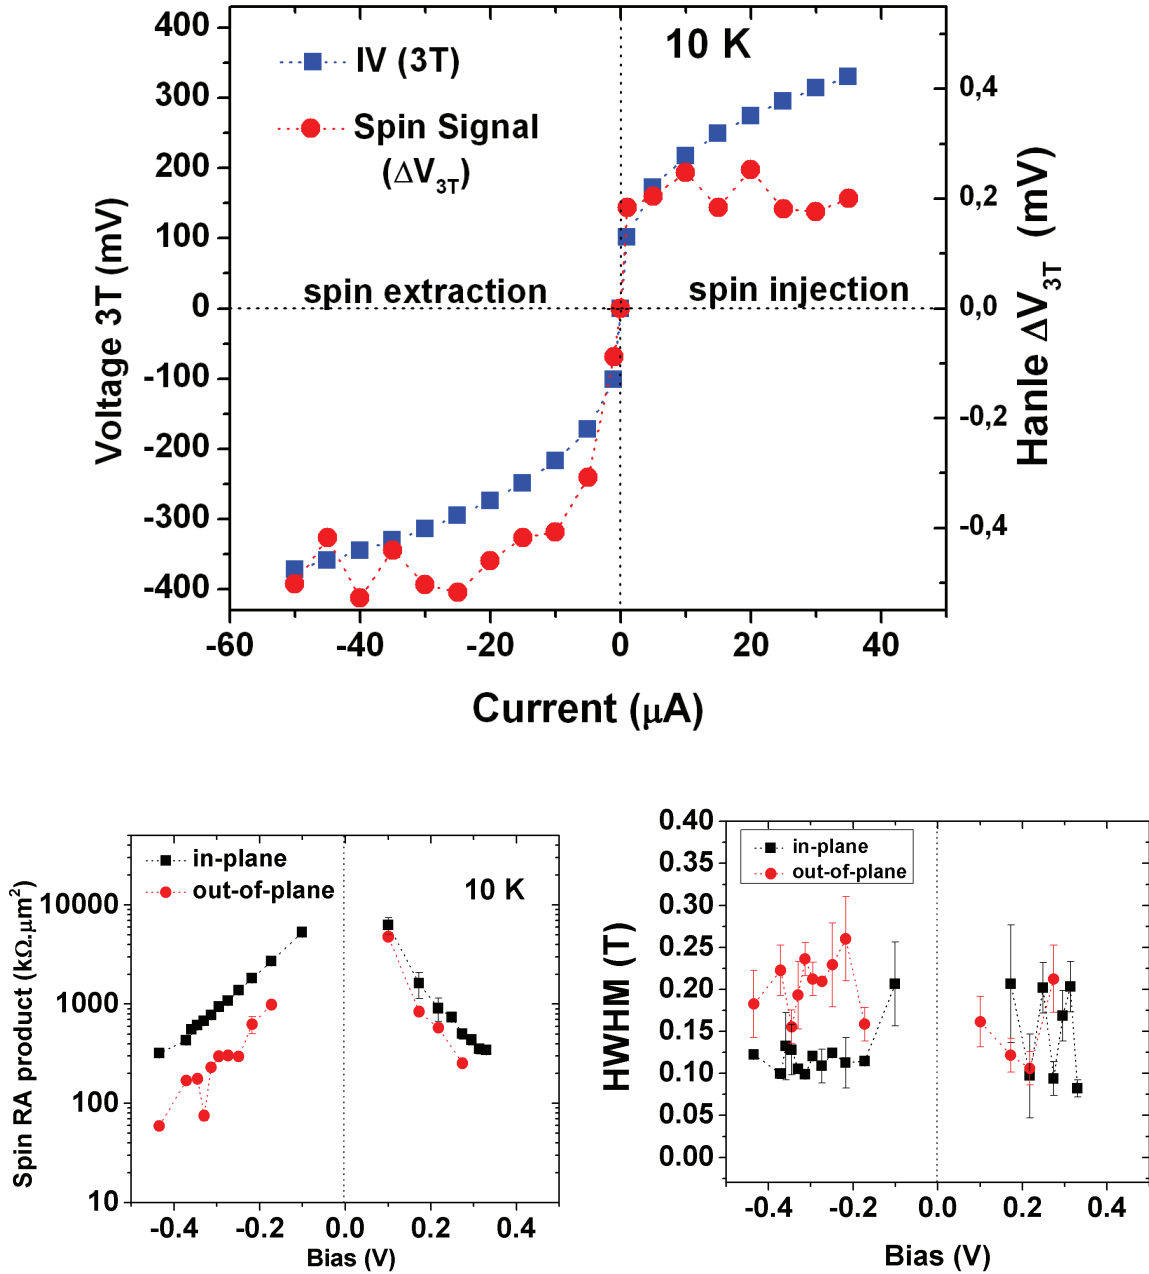 10 K
IV (3T)
Spin Signal
(ΔV3T)
400
300
200
100
0
-100
-200
-300
-400
Voltage 3T (mV)
spin extraction
spin injection
0,4
0,2
0,0
-0,2
-0,4
Hanle ΔV3T (mV)
-60
-40
-20
0
20
40
Current (μA)
in-plane
out-of-plane
10 K
10000
1000
100
10
Spin RA product (kΩ.μm²)
-0.4
-0.2
0.0
0.2
0.4
Bias (V)
in-plane
out-of-plane
0.40
0.35
0.30
0.25
0.20
0.15
0.10
0.05
0.00
HWHM (T)
-0.4
-0.2
0.0
0.2
0.4
Bias (V)